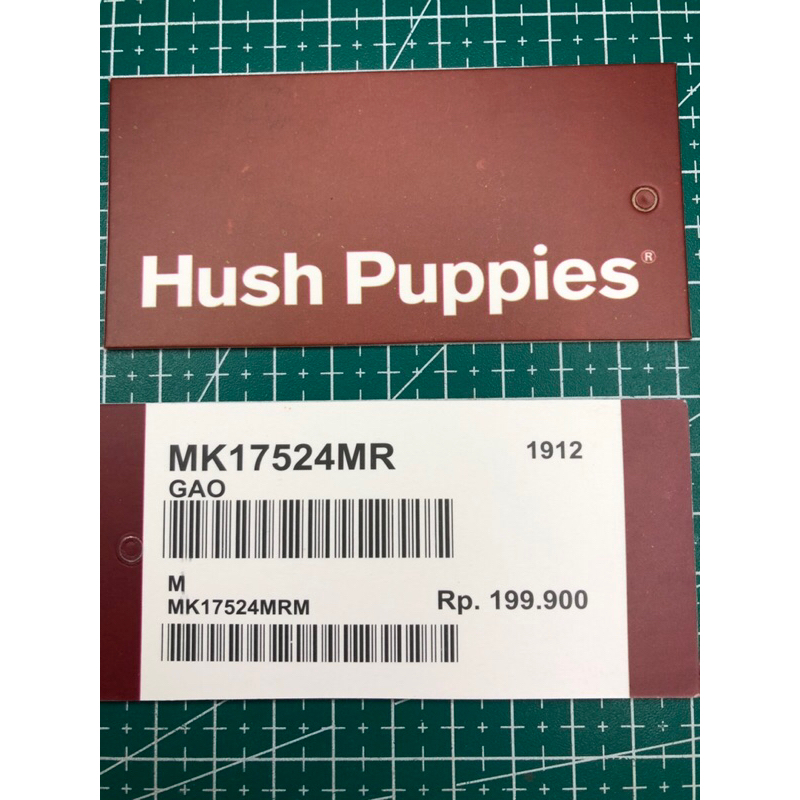 Hush Puppies®
MK17524MR
1912
GAO
M
MK17524MRM
Rp. 199.900